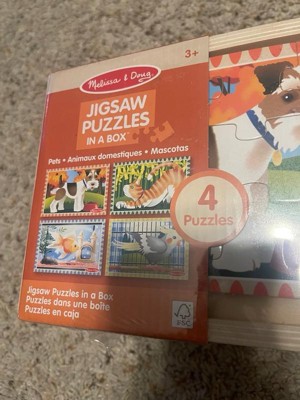 3+
Melissa & Doug
JIGSAW
PUZZLES
IN A BOX
Pets • Animaux domestiques • Mascotas
4
Puzzles
Jigsaw Puzzles in a Box
Puzzles dans une boîte
Puzzles en caja
FSC